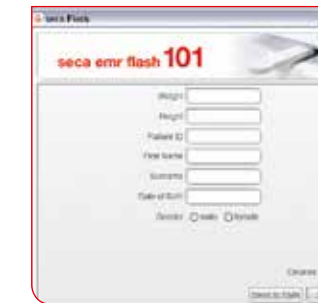 seca Flash
seca emr flash 101
Weight
Height
Patient ID
First Name
Surname
Date of Birth
Gender male female